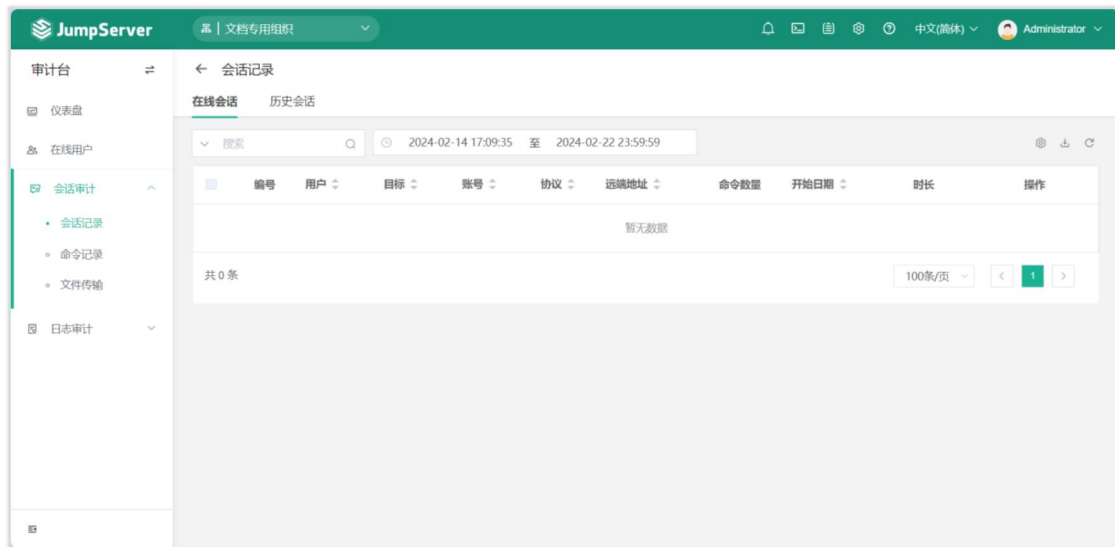 JumpServer 文档专用组织 中文(简体) Administrator
审计台
会话记录
在线会话 历史会话
仪表盘
搜索 2024-02-14 17:09:35 至 2024-02-22 23:59:59
在线用户
会话审计
编号 用户 目标 账号 协议 远端地址 命令数量 开始日期 时长 操作
会话记录
暂无数据
命令记录
文件传输
共 0 条 100条/页 1
日志审计